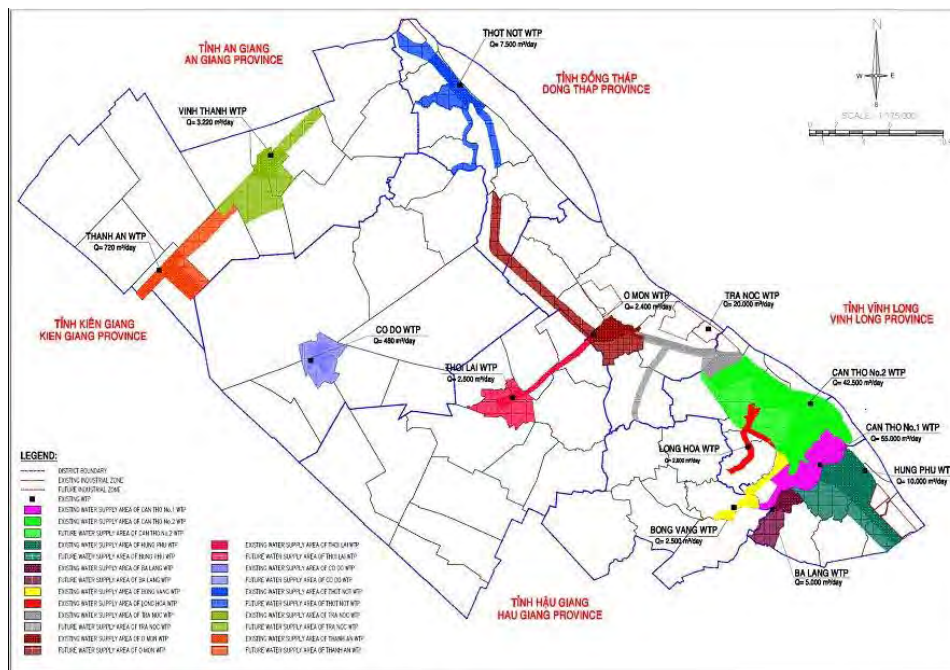 TỈNH AN GIANG
AN GIANG PROVINCE
THOT NOT WTP
Q= 7.500 m³/day
TỈNH ĐỒNG THÁP
DONG THAP PROVINCE
N
W
E
SCALE 1:175.000
VINH THANH WTP
Q= 3.220 m³/day
THANH AN WTP
Q= 720 m³/day
TỈNH KIÊN GIANG
KIEN GIANG PROVINCE
CO DO WTP
Q= 480 m³/day
THOI LAI WTP
Q= 2.500 m³/day
O MON WTP
Q= 2.400 m³/day
TRA NOC WTP
Q= 20.000 m³/day
TỈNH VĨNH LONG
VINH LONG PROVINCE
CAN THO No.2 WTP
Q= 42.500 m³/day
CAN THO No.1 WTP
Q= 55.000 m³/day
HUNG PHU WT
Q= 10.000 m³/day
LONG HOA WTP
BONG VANG WTP
Q= 2.500 m³/day
BA LANG WTP
Q= 5.000 m³/day
TỈNH HẬU GIANG
HAU GIANG PROVINCE
LEGEND:
DISTRICT BOUNDARY
EXISTING INDUSTRIAL ZONE
FUTURE INDUSTRIAL ZONE
EXISTING WTP
EXISTING WATER SUPPLY AREA OF CAN THO No.1 WTP
EXISTING WATER SUPPLY AREA OF CAN THO No.2 WTP
FUTURE WATER SUPPLY AREA OF CAN THO No.2 WTP
EXISTING WATER SUPPLY AREA OF HUNG PHU WTP
FUTURE WATER SUPPLY AREA OF HUNG PHU WTP
EXISTING WATER SUPPLY AREA OF BA LANG WTP
FUTURE WATER SUPPLY AREA OF BA LANG WTP
EXISTING WATER SUPPLY AREA OF BONG VANG WTP
EXISTING WATER SUPPLY AREA OF LONG HOA WTP
EXISTING WATER SUPPLY AREA OF TRA NOC WTP
FUTURE WATER SUPPLY AREA OF TRA NOC WTP
EXISTING WATER SUPPLY AREA OF O MON WTP
FUTURE WATER SUPPLY AREA OF O MON WTP
EXISTING WATER SUPPLY AREA OF THOI LAI WTP
FUTURE WATER SUPPLY AREA OF THOI LAI WTP
EXISTING WATER SUPPLY AREA OF CO DO WTP
FUTURE WATER SUPPLY AREA OF CO DO WTP
EXISTING WATER SUPPLY AREA OF THOT NOT WTP
FUTURE WATER SUPPLY AREA OF THOT NOT WTP
EXISTING WATER SUPPLY AREA OF TRA NOC WTP
FUTURE WATER SUPPLY AREA OF TRA NOC WTP
EXISTING WATER SUPPLY AREA OF THANH AN WTP
FUTURE WATER SUPPLY AREA OF THANH AN WTP